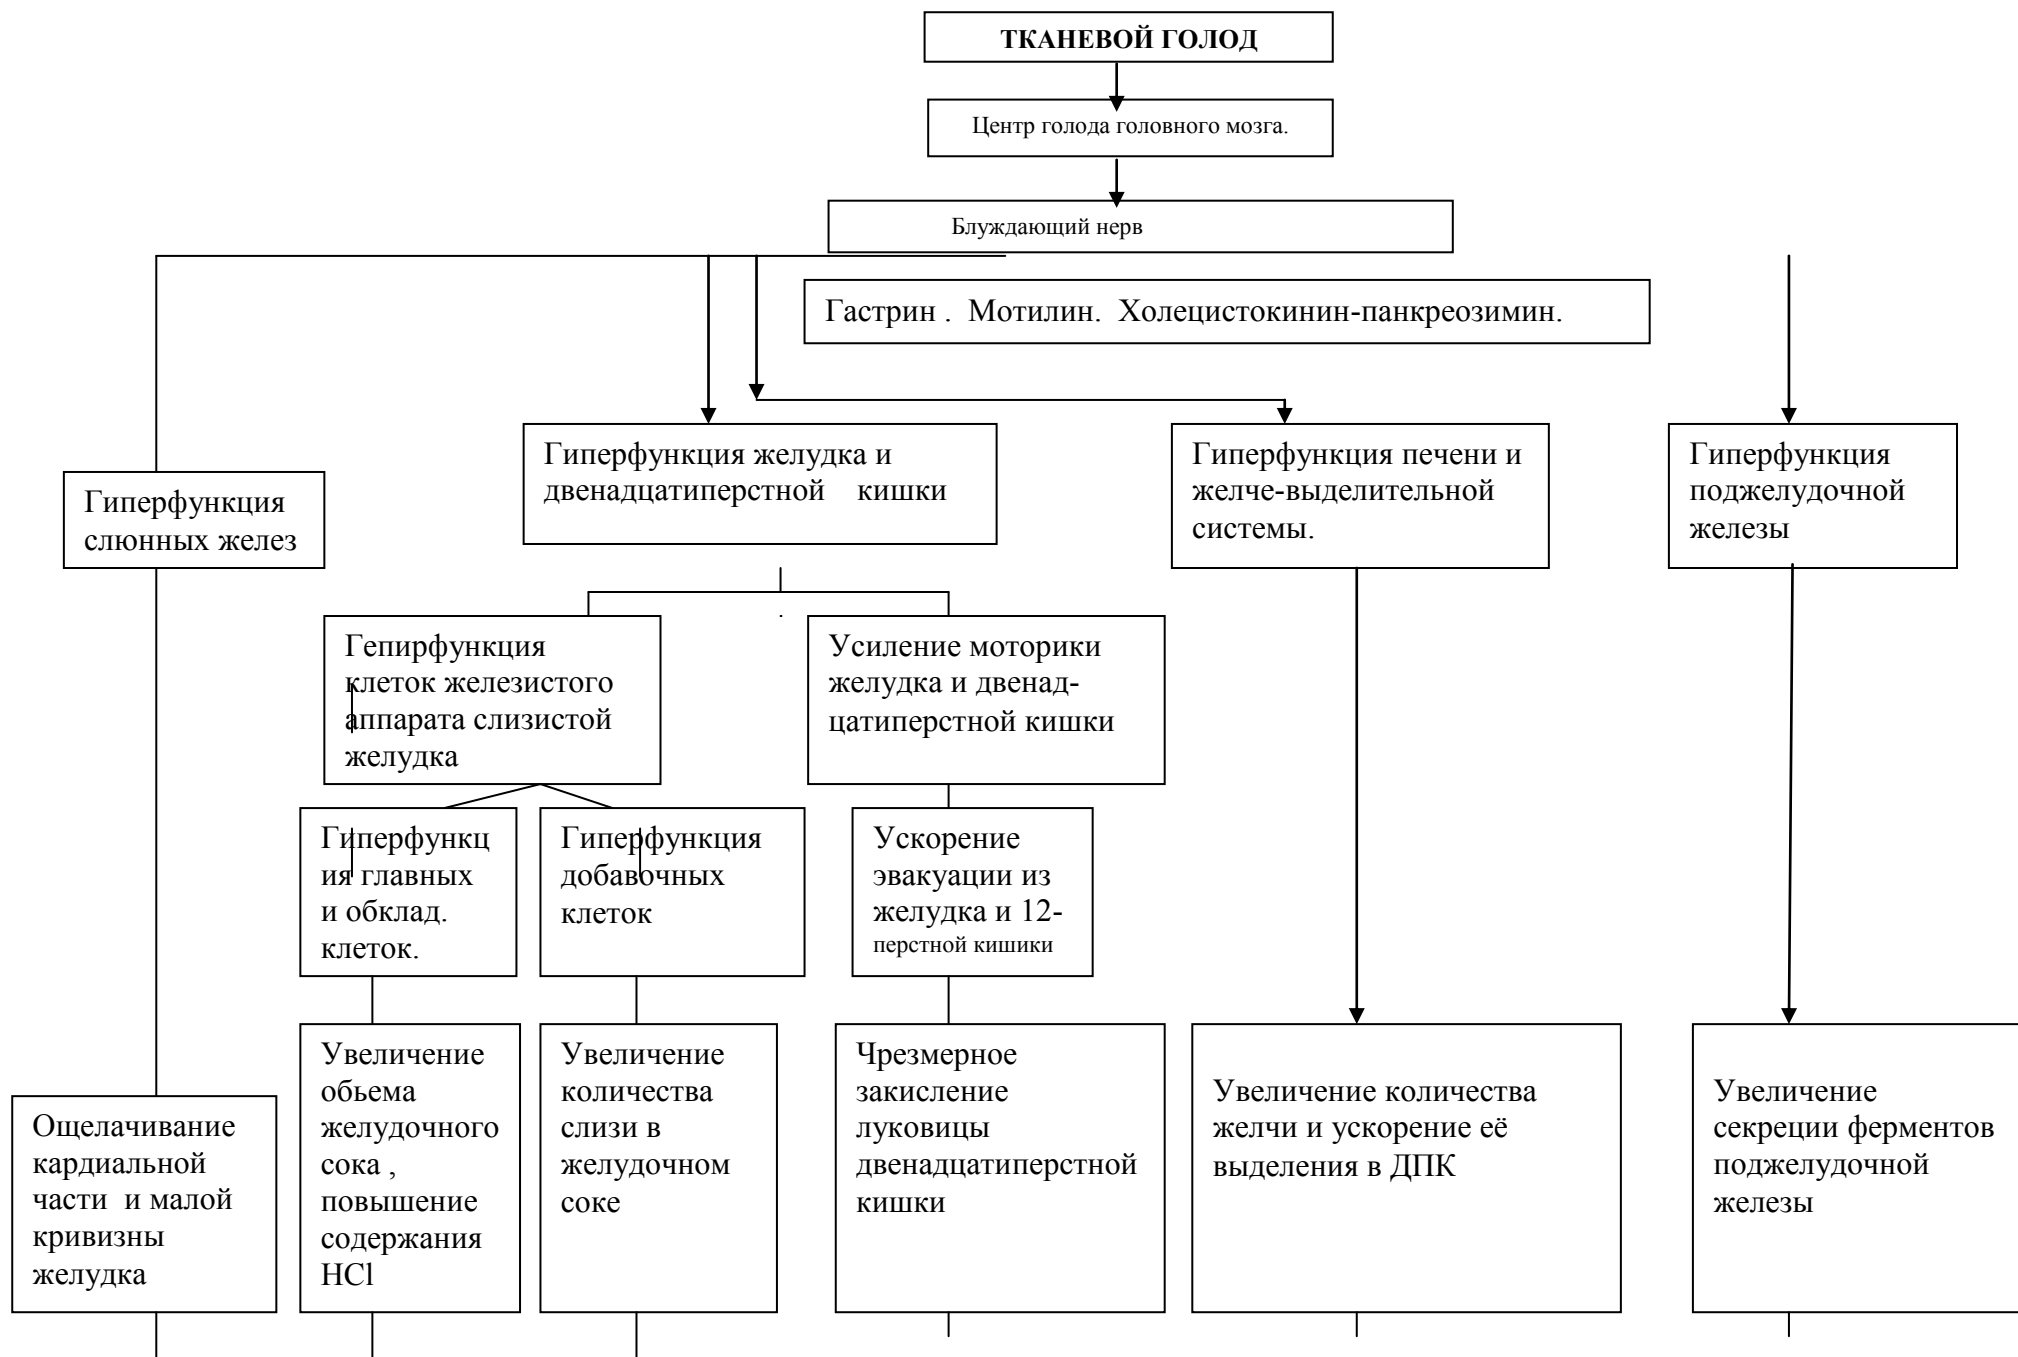 ТКАНЕВОЙ ГОЛОД
Центр голода головного мозга.
Блуждающий нерв
Гастрин . Мотилин. Холецистокинин-панкреозимин.
Гиперфункция
слюнных желез
Гиперфункция желудка и
двенадцатиперстной кишки
Гиперфункция печени и
желче-выделительной
системы.
Гиперфункция
поджелудочной
железы
Гепирфункция
клеток железистого
аппарата слизистой
желудка
Усиление моторики
желудка и двенад-
цатиперстной кишки
Гиперфункц
ия главных
и обклад.
клеток.
Гиперфункция
добавочных
клеток
Ускорение
эвакуации из
желудка и 12-
перстной кишики
Ощелачивание
кардиальной
части и малой
кривизны
желудка
Увеличение
обьема
желудочного
сока ,
повышение
содержания
HCl
Увеличение
количества
слизи в
желудочном
соке
Чрезмерное
закисление
луковицы
двенадцатиперстной
кишки
Увеличение количества
желчи и ускорение её
выделения в ДПК
Увеличение
секреции ферментов
поджелудочной
железы